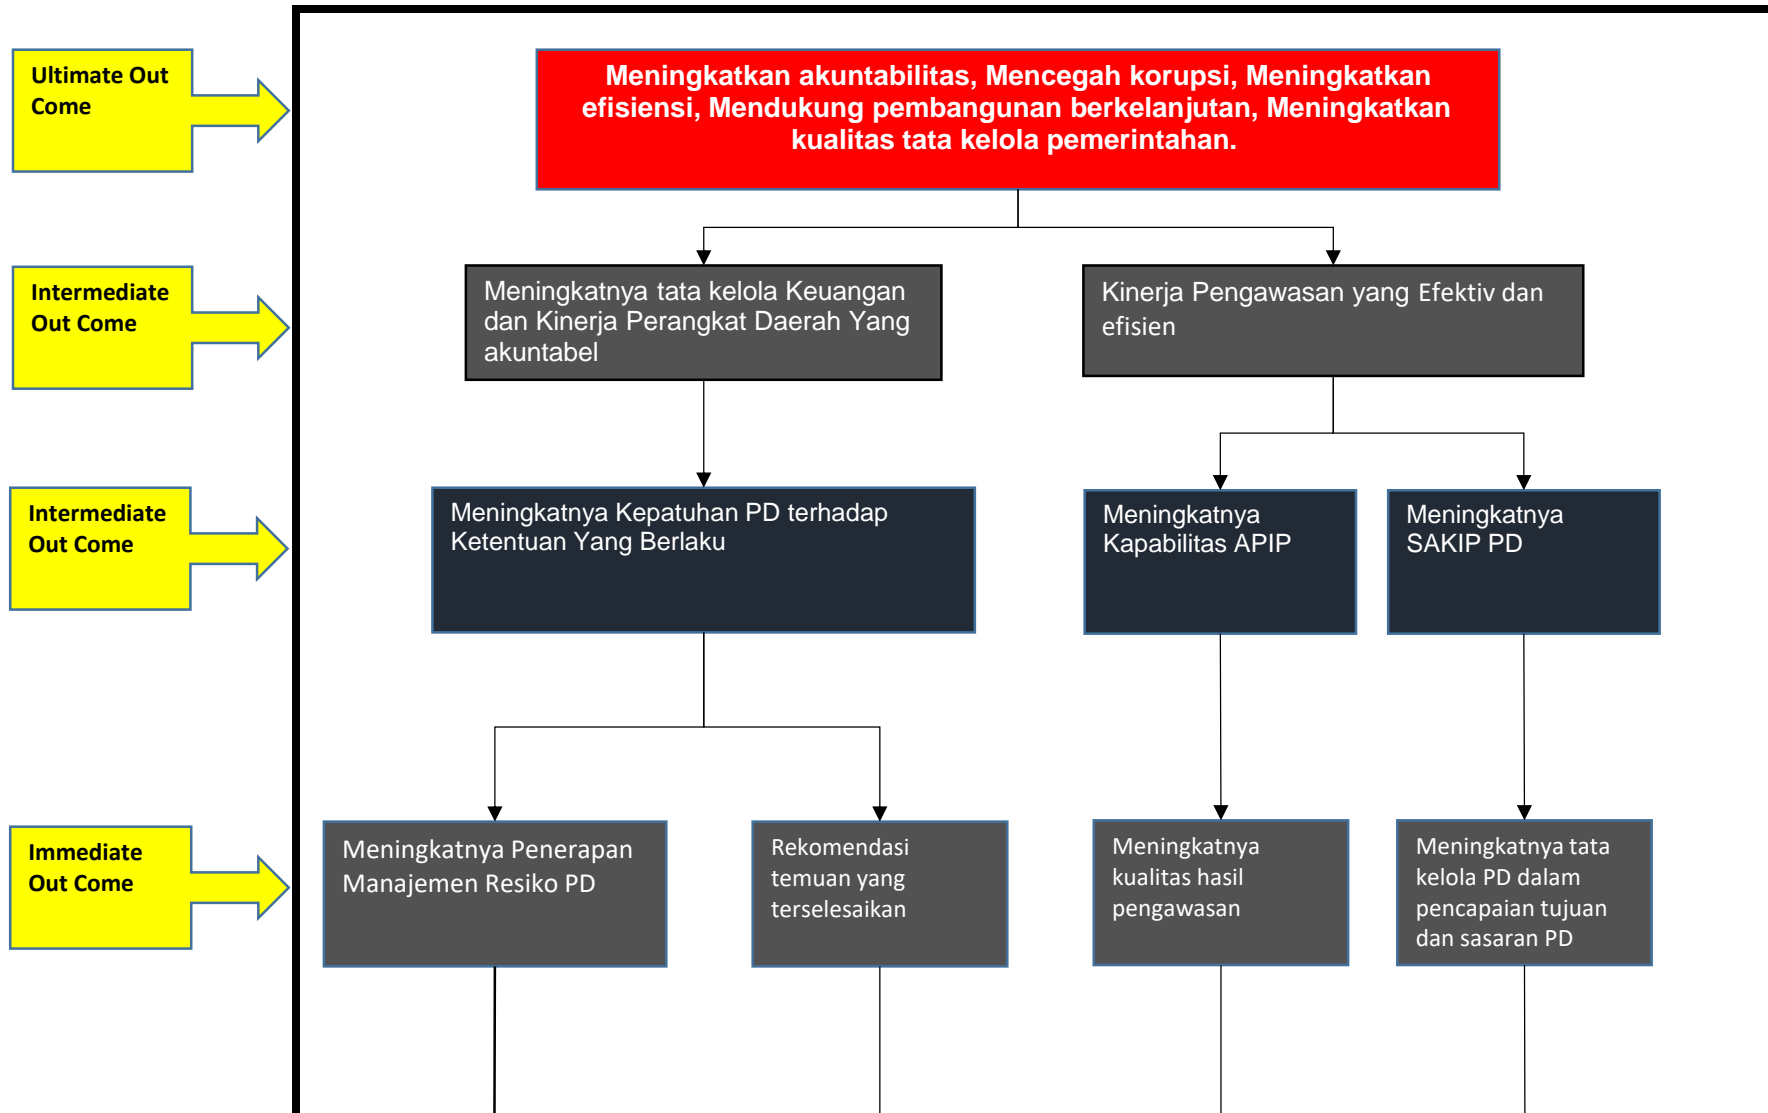 Ultimate Out
Come
Meningkatkan akuntabilitas, Mencegah korupsi, Meningkatkan
efisiensi, Mendukung pembangunan berkelanjutan, Meningkatkan
kualitas tata kelola pemerintahan.
Intermediate
Out Come
Meningkatnya tata kelola Keuangan
dan Kinerja Perangkat Daerah Yang
akuntabel
Kinerja Pengawasan yang Efektiv dan
efisien
Intermediate
Out Come
Meningkatnya Kepatuhan PD terhadap
Ketentuan Yang Berlaku
Meningkatnya
Kapabilitas APIP
Meningkatnya
SAKIP PD
Immediate
Out Come
Meningkatnya Penerapan
Manajemen Resiko PD
Rekomendasi
temuan yang
terselesaikan
Meningkatnya
kualitas hasil
pengawasan
Meningkatnya tata
kelola PD dalam
pencapaian tujuan
dan sasaran PD